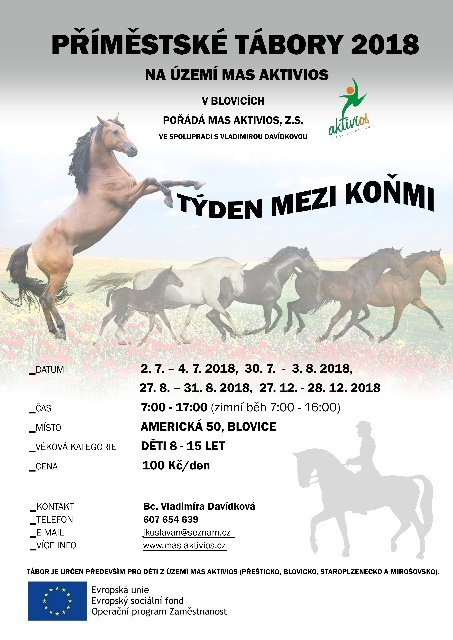 PŘÍMĚSTSKÉ TÁBORY 2018
NA ÚZEMÍ MAS AKTIVIOS
V BLOVICÍCH
POŘÁDÁ MAS AKTIVIOS, Z.S.
VE SPOLUPRACI S VLADIMIROU DAVÍDKOVOU
aktivios
TÝDEN MEZI KOŇMI
_DATUM 2. 7. – 4. 7. 2018, 30. 7. - 3. 8. 2018,
27. 8. – 31. 8. 2018, 27. 12. - 28. 12. 2018
_ČAS 7:00 - 17:00 (zimní běh 7:00 - 16:00)
_MÍSTO AMERICKÁ 50, BLOVICE
_VĚKOVÁ KATEGORIE DĚTI 8 - 15 LET
_CENA 100 Kč/den
_KONTAKT Bc. Vladimíra Davídková
_TELEFON 607 654 639
_E MAIL jkustavan@seznam.cz
_VÍCE INFO www.mas-aktivios.cz
TÁBOR JE URČEN PŘEDEVŠÍM PRO DĚTI Z ÚZEMÍ MAS AKTIVIOS (PŘEŠTICKO, BLOVICKO, STAROPLZENECKO A MIROŠOVSKO).
Evropská unie
Evropský sociální fond
Operační program Zaměstnanost